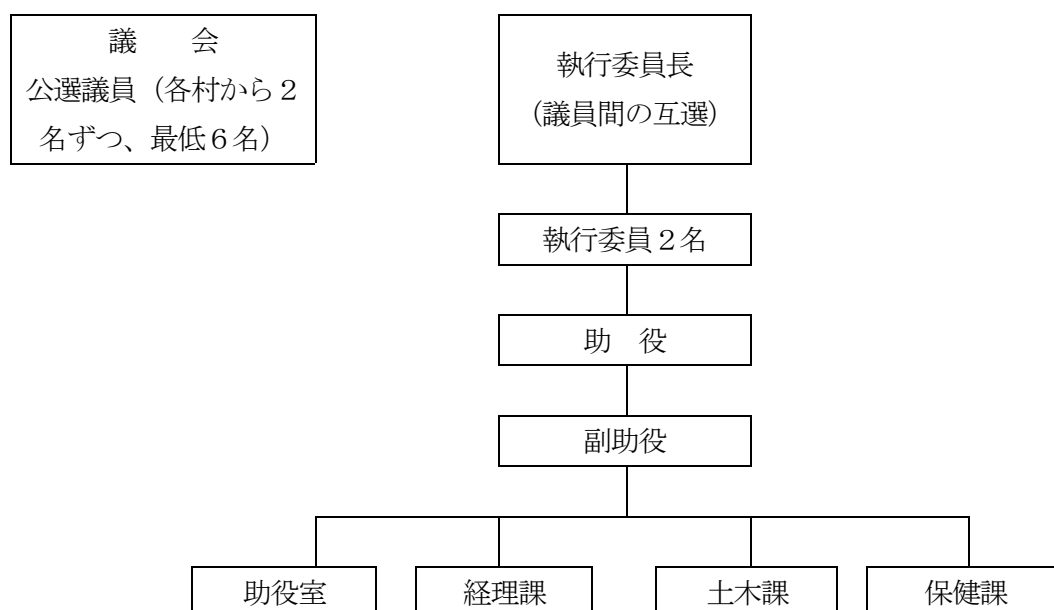 議　　会
公選議員（各村から２
名ずつ、最低６名）
執行委員長
（議員間の互選）
執行委員２名
助　役
副助役
助役室
経理課
土木課
保健課